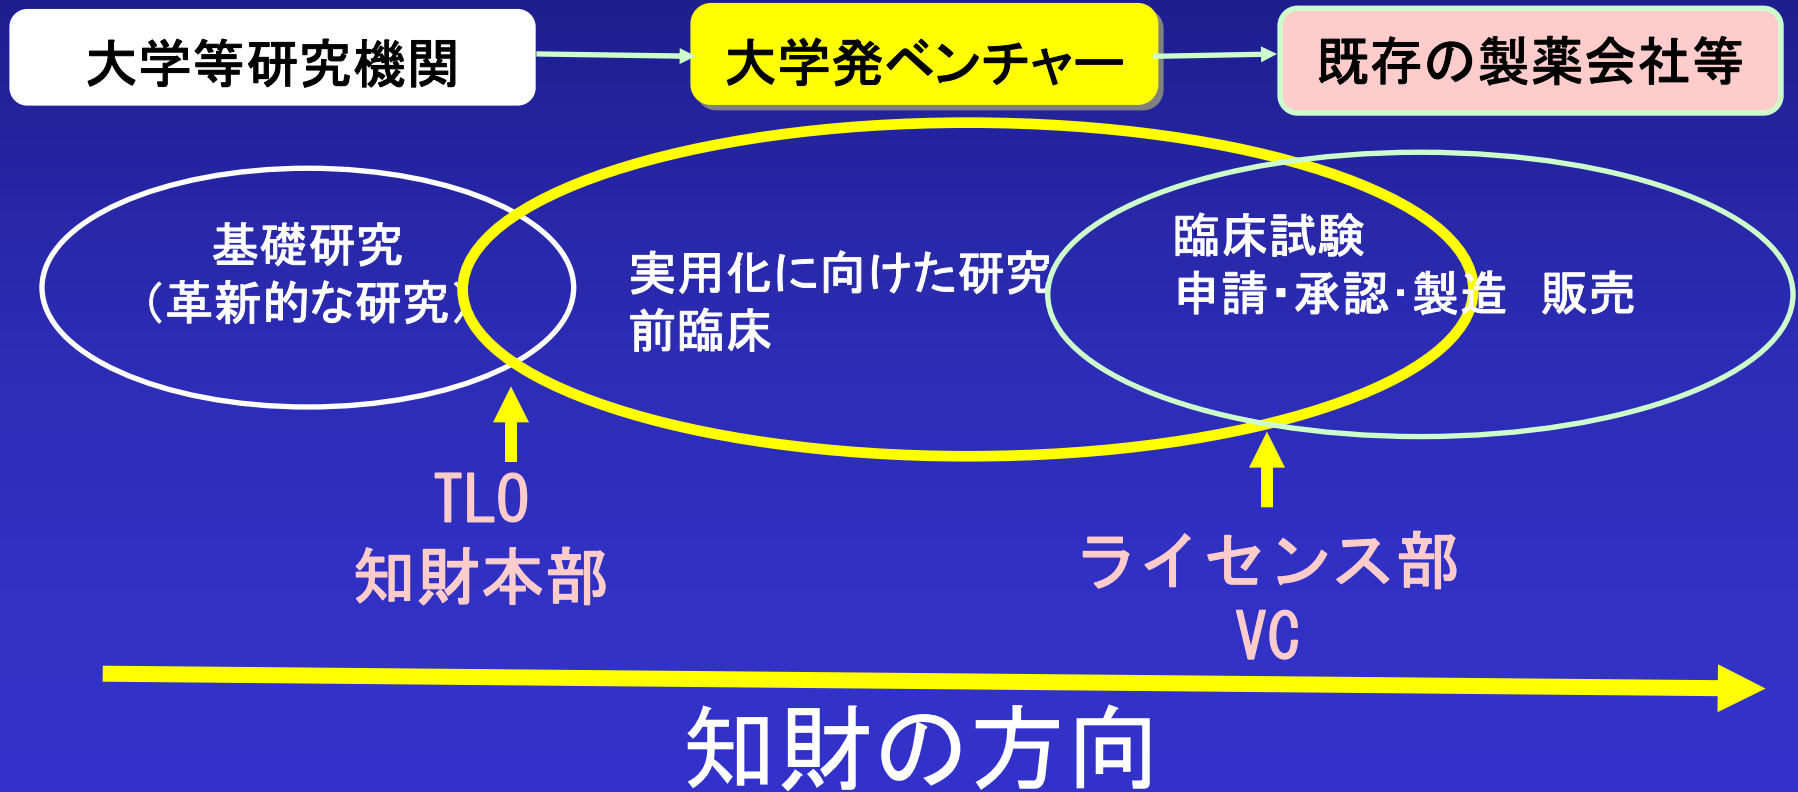 大学等研究機関
大学発ベンチャー
既存の製薬会社等
基礎研究
（革新的な研究）
実用化に向けた研究
前臨床
臨床試験
申請・承認・製造　販売
TLO
知財本部
ライセンス部
VC
知財の方向